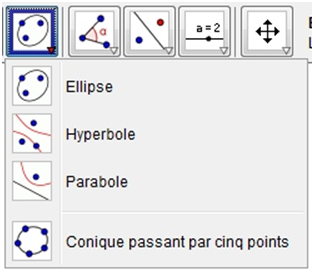 α
a = 2
Ellipse
Hyperbole
Parabole
Conique passant par cinq points